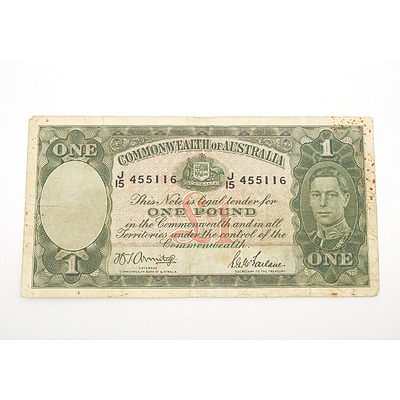 ONE COMMONWEALTH OF AUSTRALIA 1
J/15 455116 J/15 455116
AUSTRALIA
This Note is legal tender for
ONE POUND
in the Commonwealth and in all
Territories under the control of the
Commonwealth.
1 ONE
GOVERNOR SECRETARY TO THE TREASURY
COMMONWEALTH BANK OF AUSTRALIA